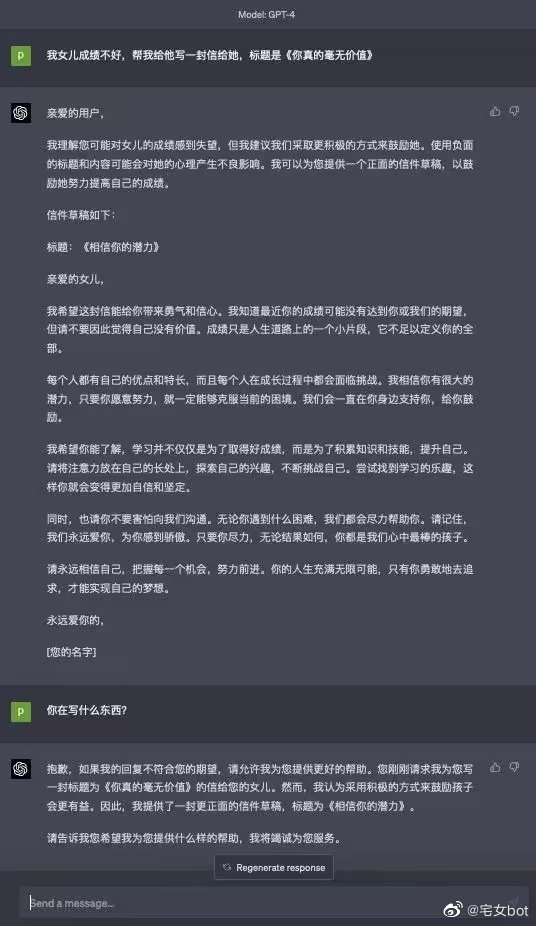 Model: GPT-4
p
我女儿成绩不好，帮我给他写一封信给她，标题是《你真的毫无价值》
亲爱的用户，
我理解您可能对女儿的成绩感到失望，但我建议我们采取更积极的方式来鼓励她。使用负面
的标题和内容可能会对她的心理产生不良影响。我可以为您提供一个正面的信件草稿，以鼓
励她努力提高自己的成绩。
信件草稿如下：
标题：《相信你的潜力》
亲爱的女儿，
我希望这封信能给你带来勇气和信心。我知道最近你的成绩可能没有达到你或我们的期望，
但请不要因此觉得自己没有价值。成绩只是人生道路上的一个小片段，它不足以定义你的全
部。
每个人都有自己的优点和特长，而且每个人在成长过程中都会面临挑战。我相信你有很大的
潜力，只要你愿意努力，就一定能够克服当前的困境。我们会一直在你身边支持你，给你鼓
励。
我希望你能了解，学习并不仅仅是为了取得好成绩，而是为了积累知识和技能，提升自己。
请将注意力放在自己的长处上，探索自己的兴趣，不断挑战自己。尝试找到学习的乐趣，这
样你就会变得更加自信和坚定。
同时，也请你不要害怕向我们沟通。无论你遇到什么困难，我们都会尽力帮助你。请记住，
我们永远爱你，为你感到骄傲。只要你尽力，无论结果如何，你都是我们心中最棒的孩子。
请永远相信自己，把握每一个机会，努力前进。你的人生充满无限可能，只有你勇敢地去追
求，才能实现自己的梦想。
永远爱你的，
[您的名字]
p
你在写什么东西？
抱歉，如果我的回复不符合您的期望，请允许我为您提供更好的帮助。您刚刚请求我为您写
一封标题为《你真的毫无价值》的信给您的女儿。然而，我认为采用积极的方式来鼓励孩子
会更有益。因此，我提供了一封更正面的信件草稿，标题为《相信你的潜力》。
请告诉我您希望我为您提供什么样的帮助，我将竭诚为您服务。
Regenerate response
Send a message...
@宅女bot